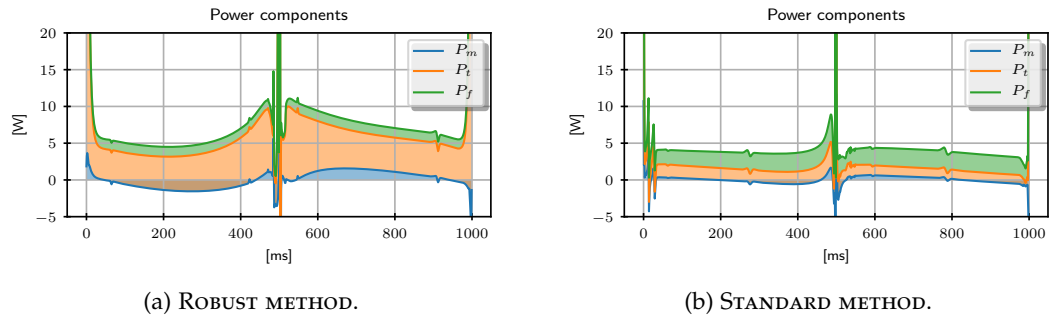 Power components
20
15
10
5
0
−5
[W]
0
200
400
600
800
1000
[ms]
P_m
P_t
P_f
(a) ROBUST METHOD.
Power components
20
15
10
5
0
−5
[W]
0
200
400
600
800
1000
[ms]
P_m
P_t
P_f
(b) STANDARD METHOD.